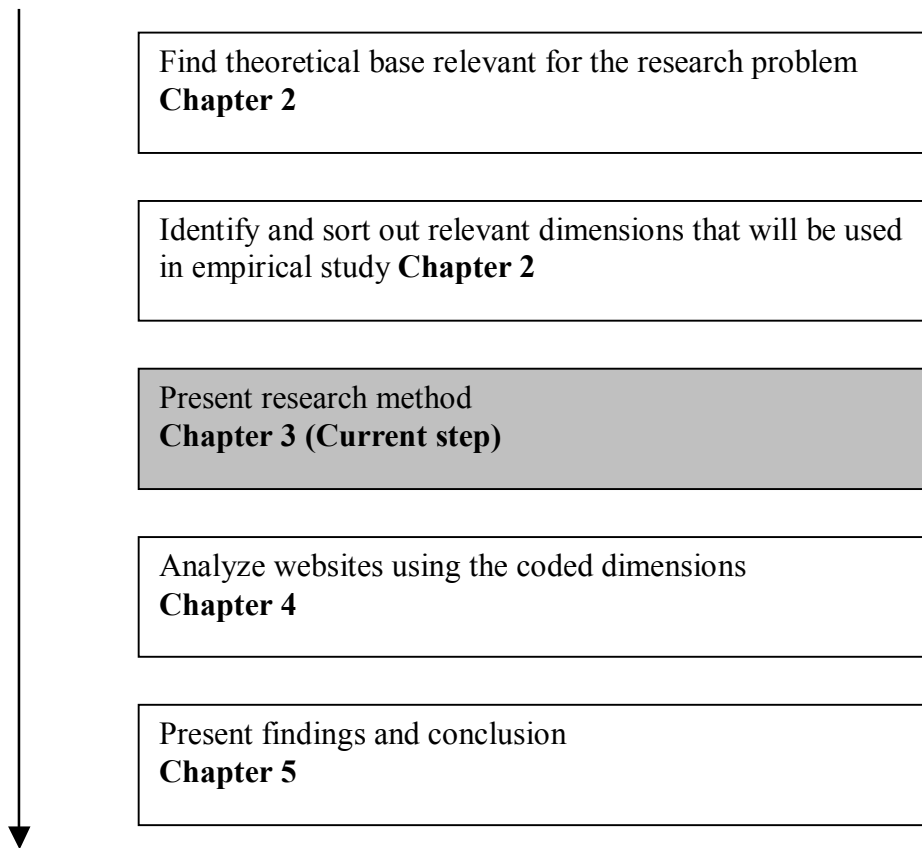 Find theoretical base relevant for the research problem
Chapter 2
Identify and sort out relevant dimensions that will be used
in empirical study Chapter 2
Present research method
Chapter 3 (Current step)
Analyze websites using the coded dimensions
Chapter 4
Present findings and conclusion
Chapter 5